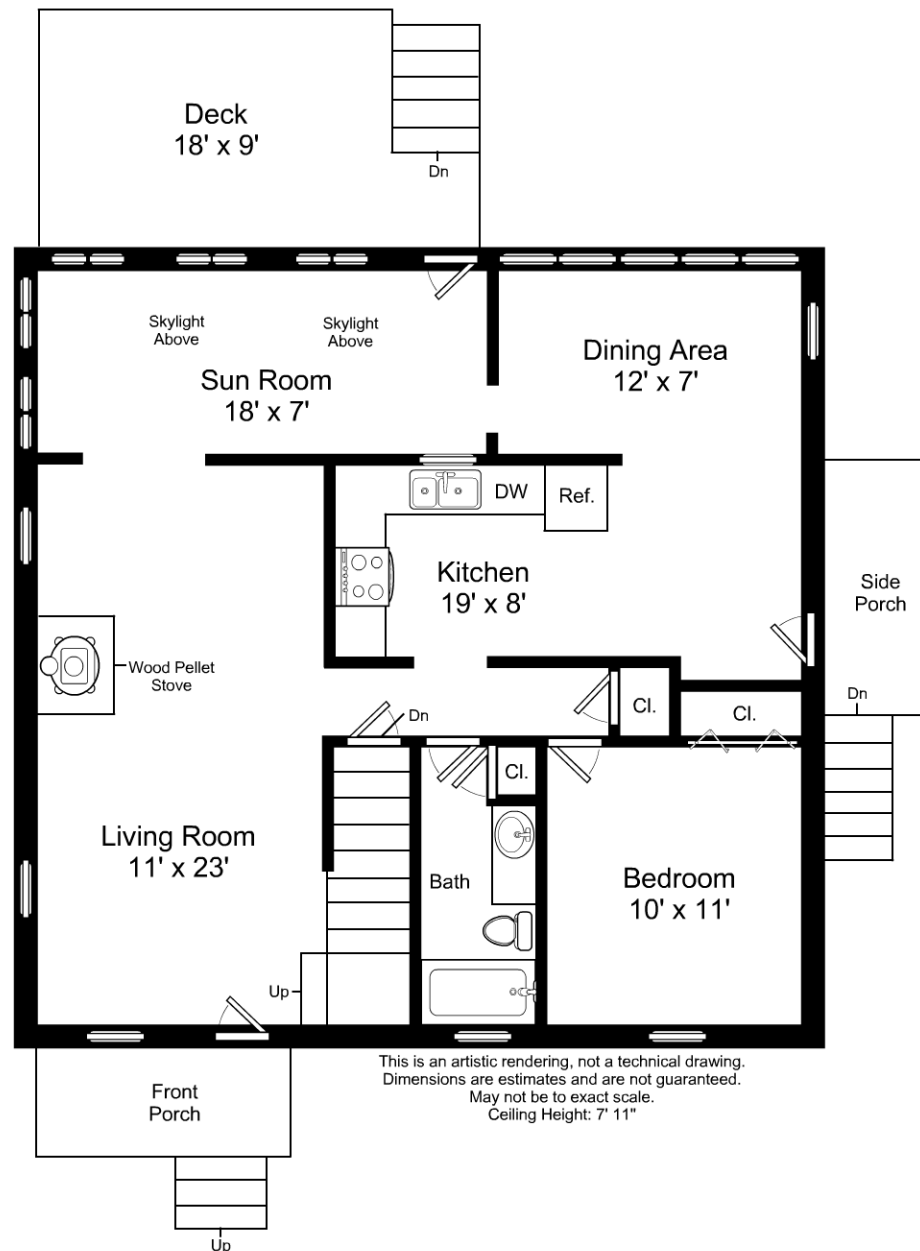 Deck
18' x 9'
Dn
Skylight
Above
Skylight
Above
Sun Room
18' x 7'
Dining Area
12' x 7'
DW
Ref.
Kitchen
19' x 8'
Side
Porch
Wood Pellet
Stove
Dn
Cl.
Cl.
Dn
Cl.
Living Room
11' x 23'
Bath
Bedroom
10' x 11'
Up
This is an artistic rendering, not a technical drawing.
Dimensions are estimates and are not guaranteed.
May not be to exact scale.
Ceiling Height: 7' 11"
Front
Porch
Up